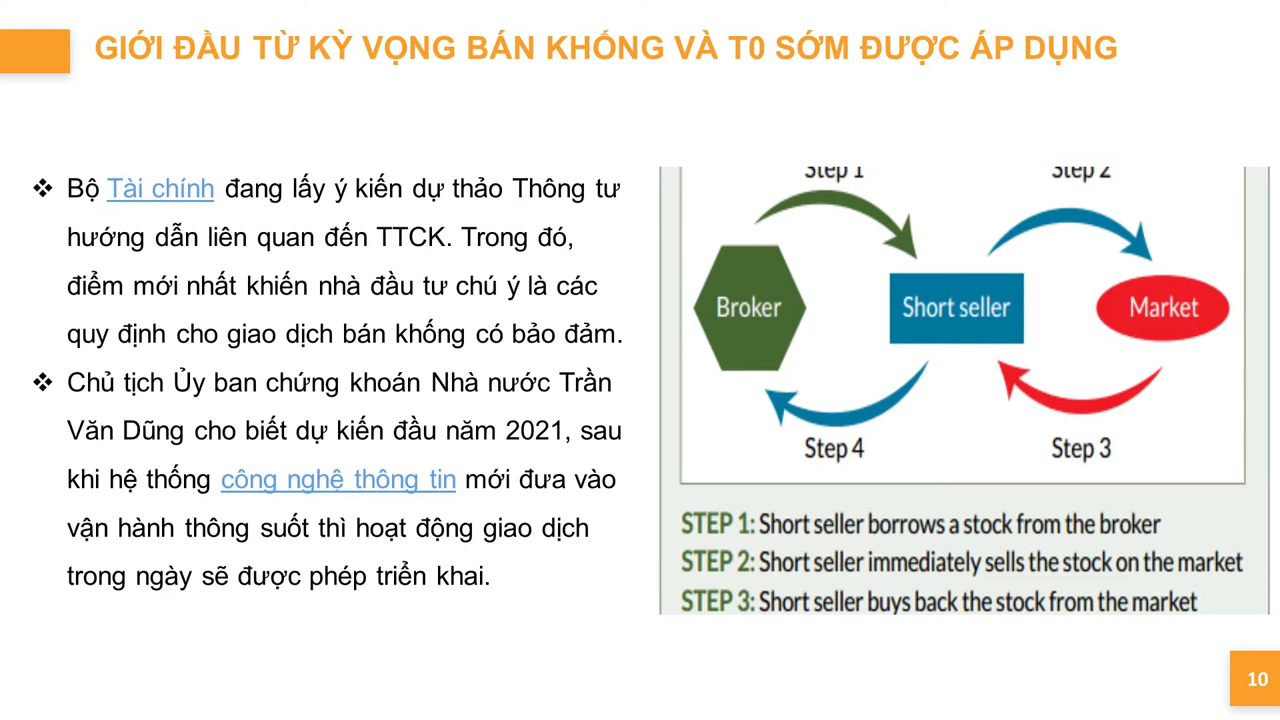 GIỚI ĐẦU TỪ KỲ VỌNG BÁN KHỐNG VÀ T0 SỚM ĐƯỢC ÁP DỤNG
❖ Bộ Tài chính đang lấy ý kiến dự thảo Thông tư
hướng dẫn liên quan đến TTCK. Trong đó,
điểm mới nhất khiến nhà đầu tư chú ý là các
quy định cho giao dịch bán khống có bảo đảm.
❖ Chủ tịch Ủy ban chứng khoán Nhà nước Trần
Văn Dũng cho biết dự kiến đầu năm 2021, sau
khi hệ thống công nghệ thông tin mới đưa vào
vận hành thông suốt thì hoạt động giao dịch
trong ngày sẽ được phép triển khai.
Step 1
Step 2
Broker
Short seller
Market
Step 4
Step 3
STEP 1: Short seller borrows a stock from the broker
STEP 2: Short seller immediately sells the stock on the market
STEP 3: Short seller buys back the stock from the market
10